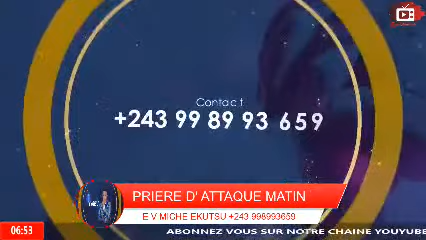 Contact
+243 99 89 93 659
PRIERE D' ATTAQUE MATIN
E V MICHE EKUTSU +243 998993659
06:53
ABONNEZ VOUS SUR NOTRE CHAINE YOUYUBE